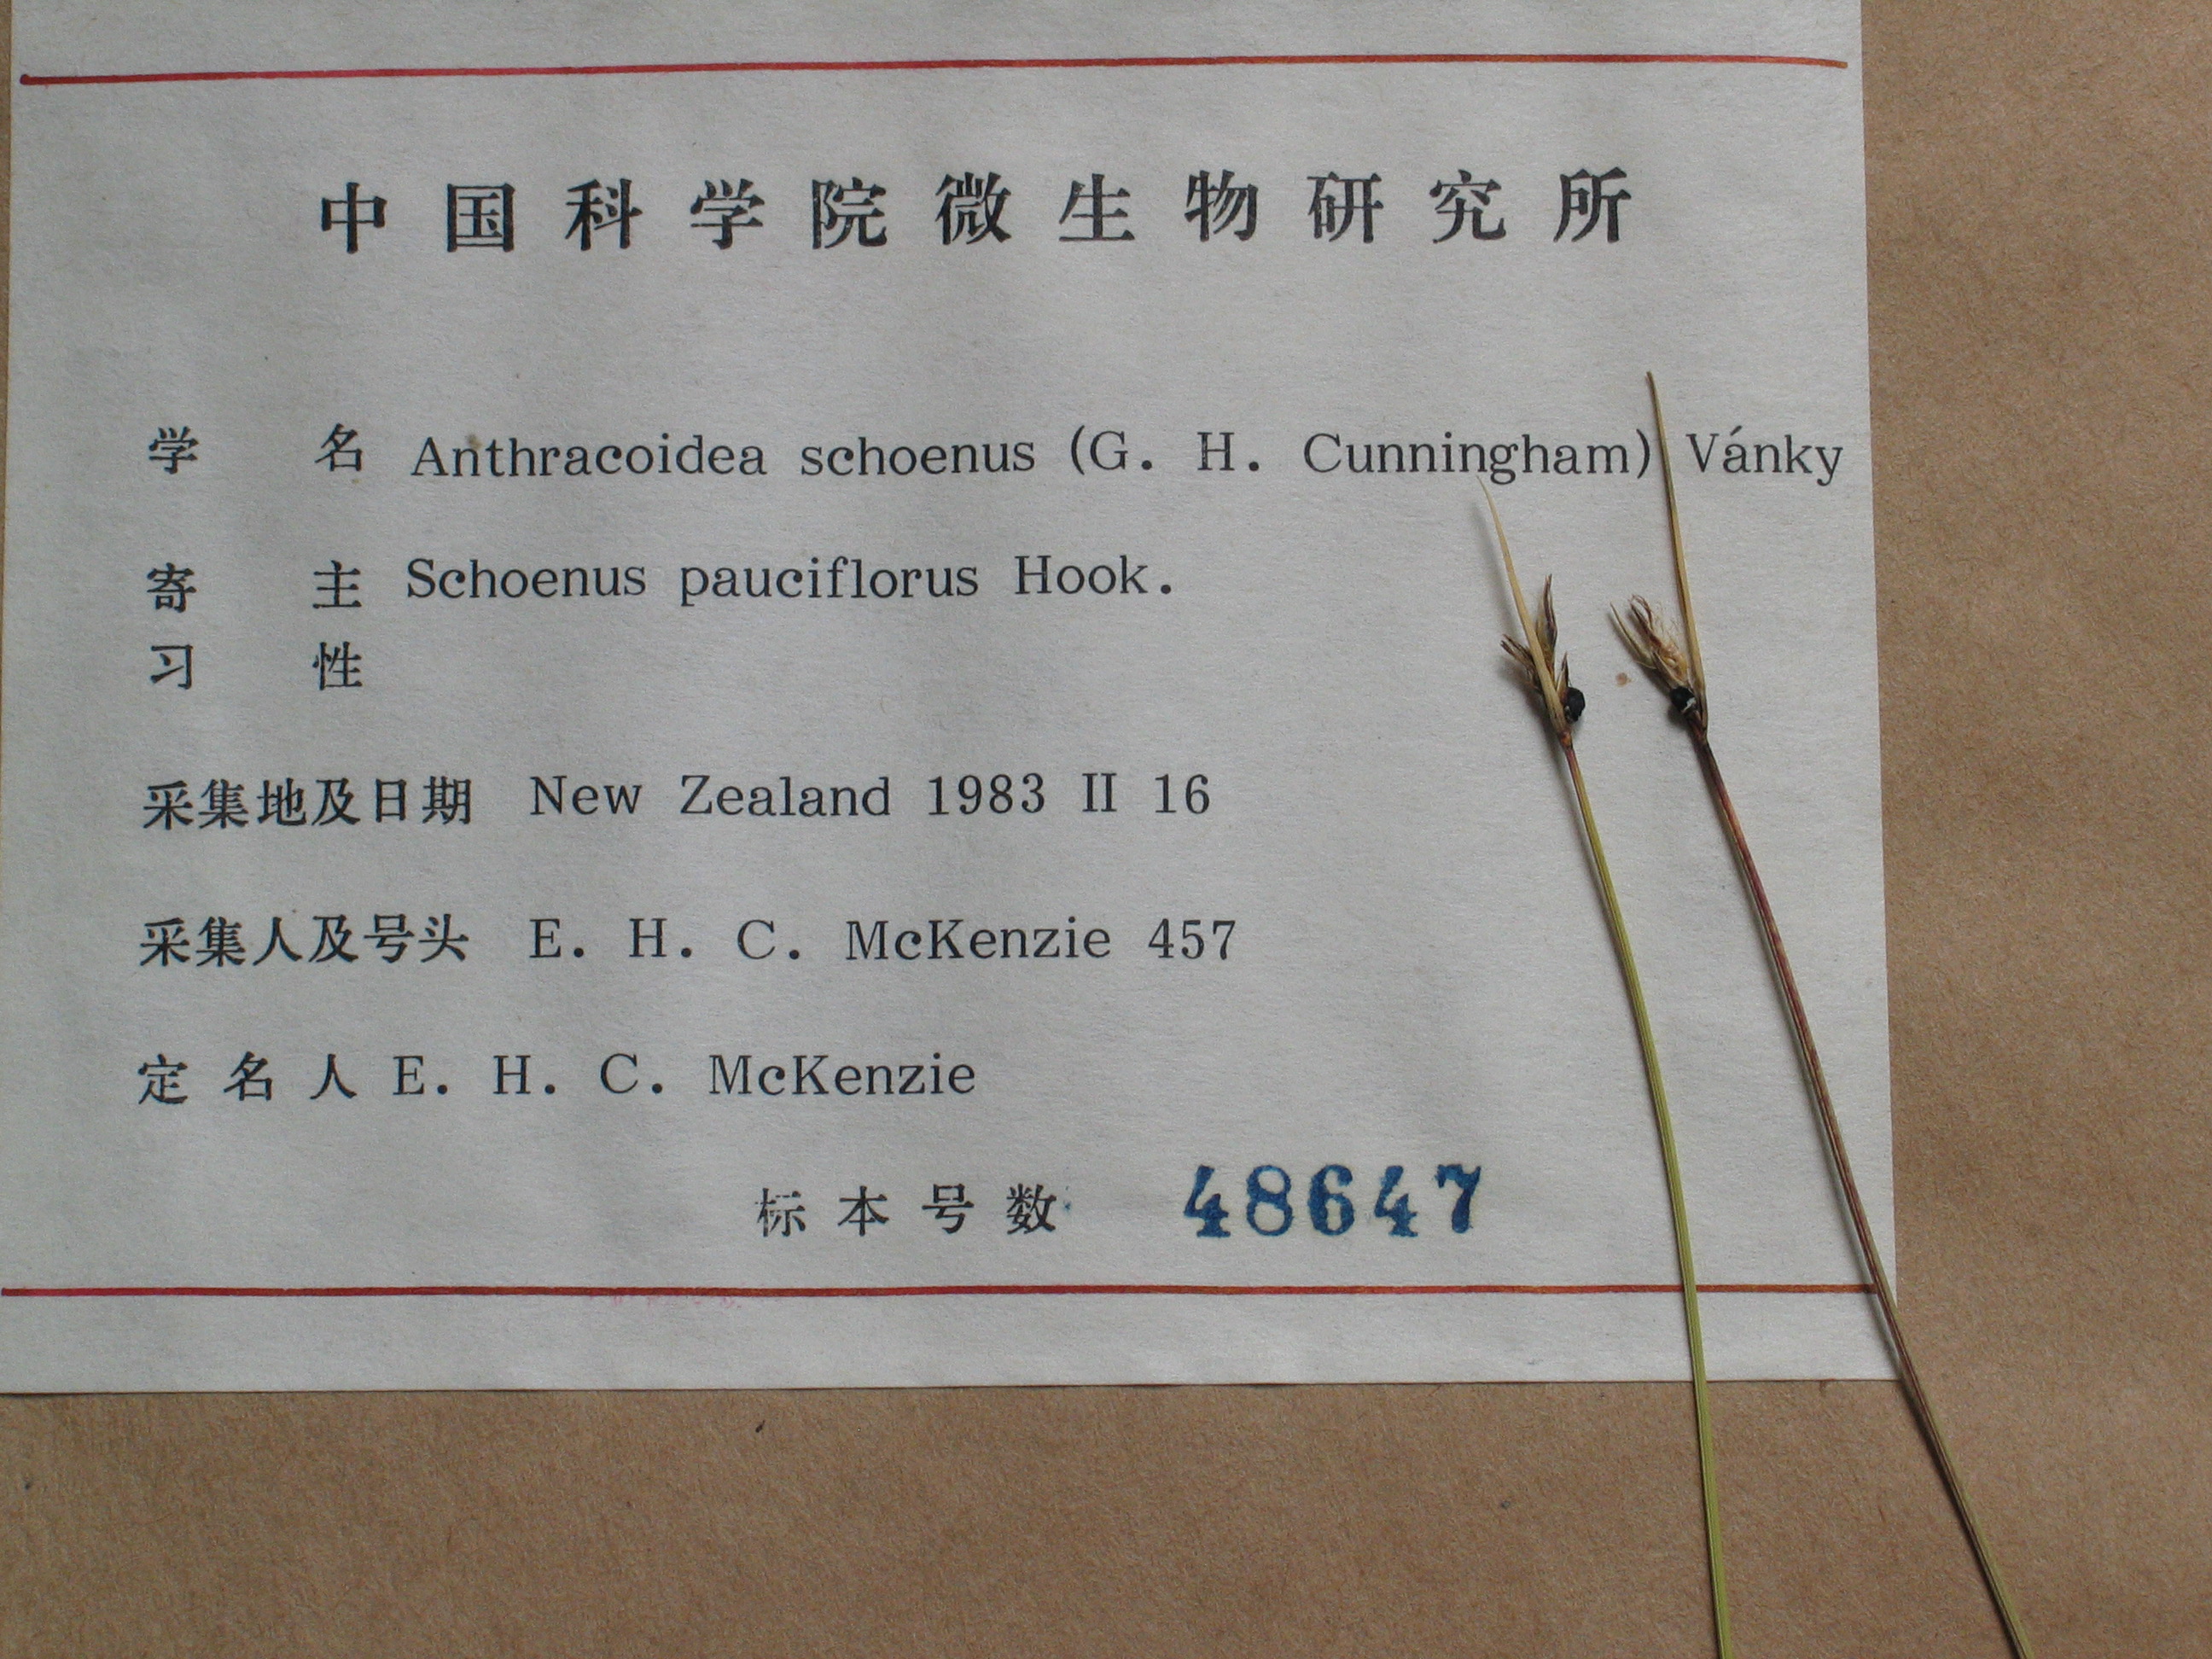 中国科学院微生物研究所
学 名 Anthracoidea schoenus (G. H. Cunningham) Vánky
寄 主 Schoenus pauciflorus Hook.
习 性
采集地及日期 New Zealand 1983 II 16
采集人及号头 E. H. C. McKenzie 457
定名人 E. H. C. McKenzie
标本号数 48647